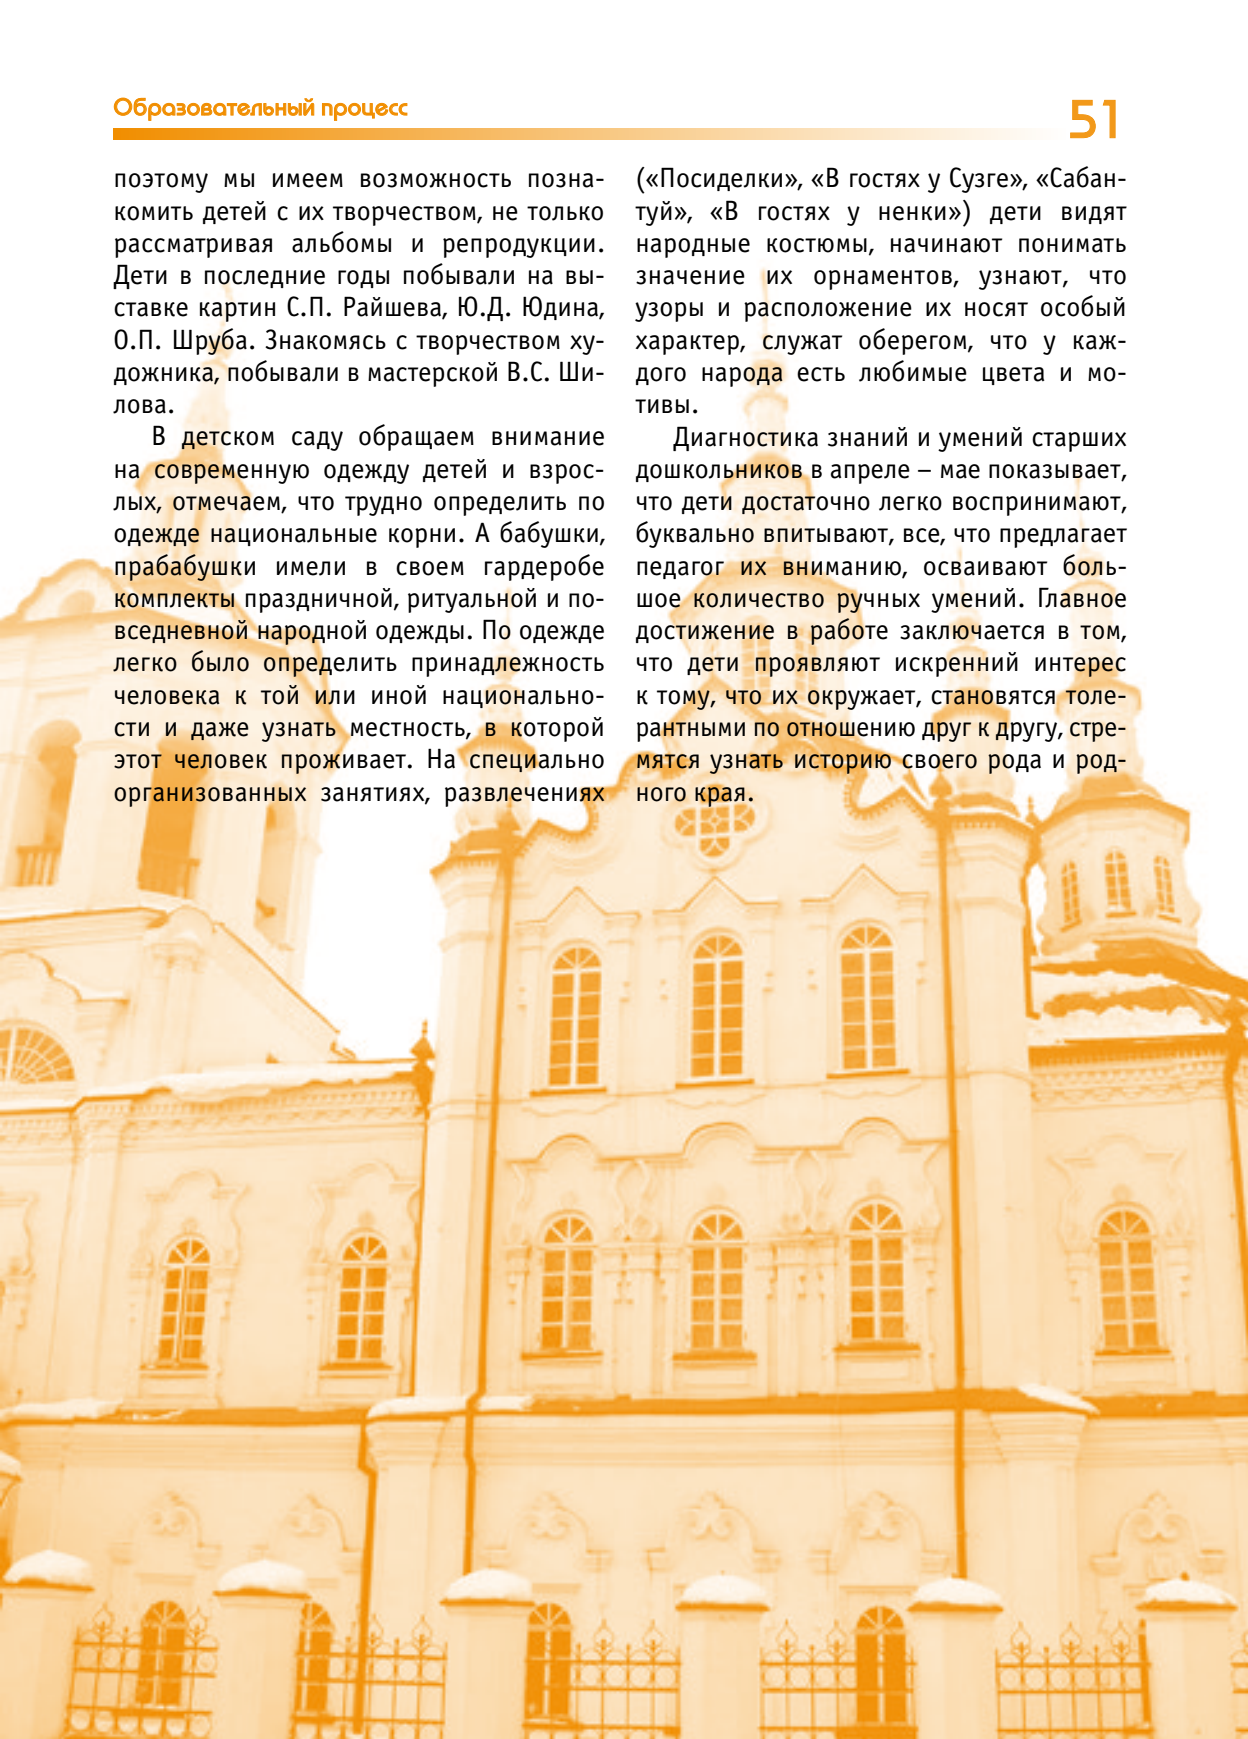 Образовательный процесс
51
поэтому мы имеем возможность позна-
комить детей с их творчеством, не только
рассматривая альбомы и репродукции.
Дети в последние годы побывали на вы-
ставке картин С.П. Райшева, Ю.Д. Юдина,
О.П. Шруба. Знакомясь с творчеством ху-
дожника, побывали в мастерской В.С. Ши-
лова.
В детском саду обращаем внимание
на современную одежду детей и взрос-
лых, отмечаем, что трудно определить по
одежде национальные корни. А бабушки,
прабабушки имели в своем гардеробе
комплекты праздничной, ритуальной и по-
вседневной народной одежды. По одежде
легко было определить принадлежность
человека к той или иной национально-
сти и даже узнать местность, в которой
этот человек проживает. На специально
организованных занятиях, развлечениях
(«Посиделки», «В гостях у Сузге», «Сабан-
туй», «В гостях у ненки») дети видят
народные костюмы, начинают понимать
значение их орнаментов, узнают, что
узоры и расположение их носят особый
характер, служат оберегом, что у каж-
дого народа есть любимые цвета и мо-
тивы.
Диагностика знаний и умений старших
дошкольников в апреле – мае показывает,
что дети достаточно легко воспринимают,
буквально впитывают, все, что предлагает
педагог их вниманию, осваивают боль-
шое количество ручных умений. Главное
достижение в работе заключается в том,
что дети проявляют искренний интерес
к тому, что их окружает, становятся толе-
рантными по отношению друг к другу, стре-
мятся узнать историю своего рода и род-
ного края.